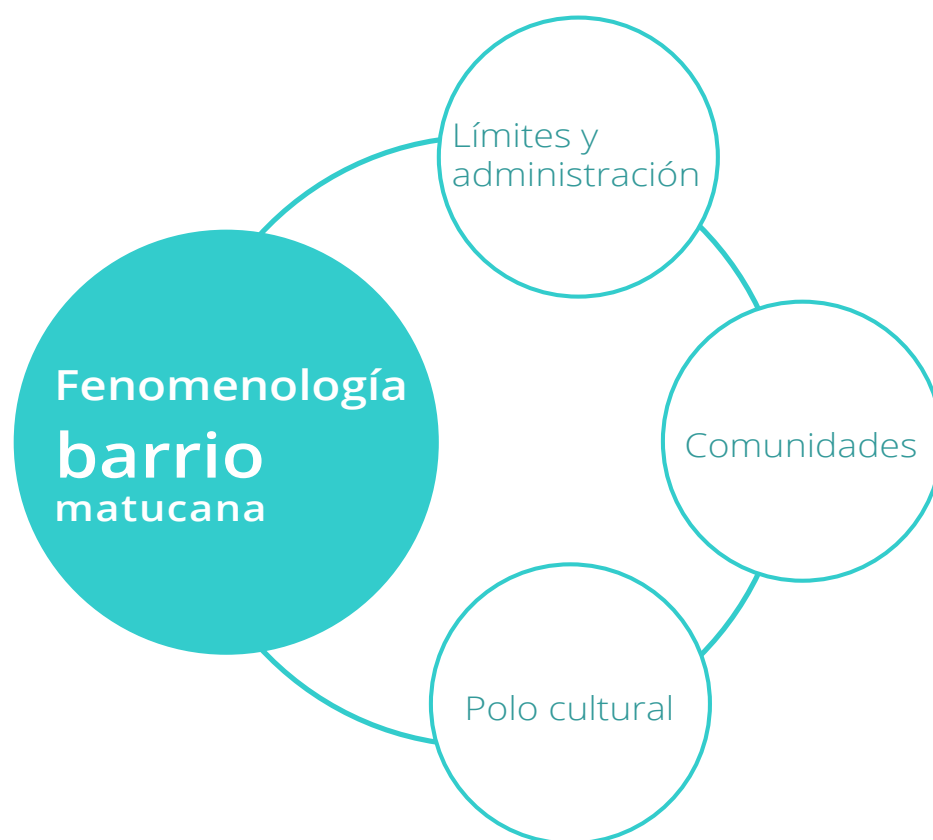 Límites y
administración
Fenomenología
barrio
matucana
Comunidades
Polo cultural